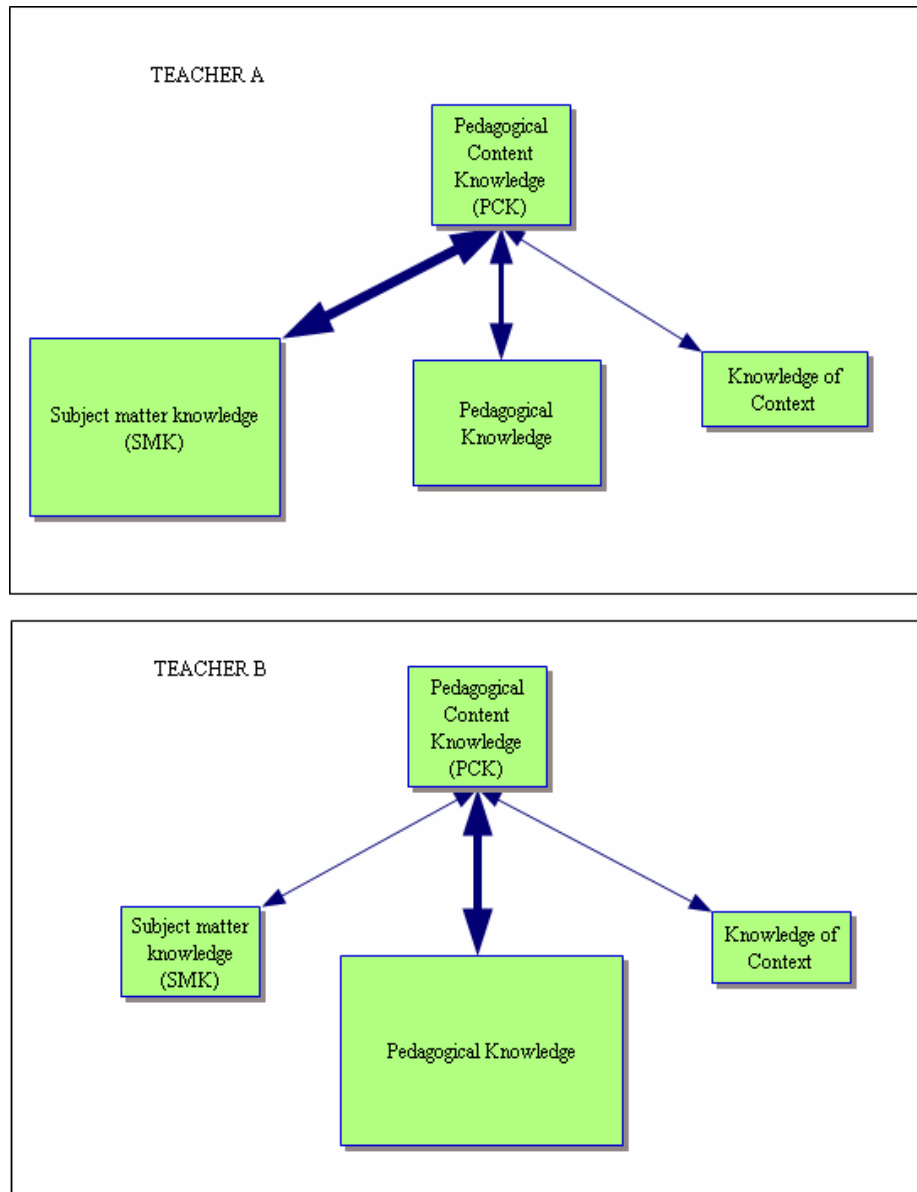 TEACHER A
Pedagogical
Content
Knowledge
(PCK)
Subject matter knowledge
(SMK)
Pedagogical
Knowledge
Knowledge of
Context
TEACHER B
Pedagogical
Content
Knowledge
(PCK)
Subject matter
knowledge
(SMK)
Pedagogical Knowledge
Knowledge of
Context